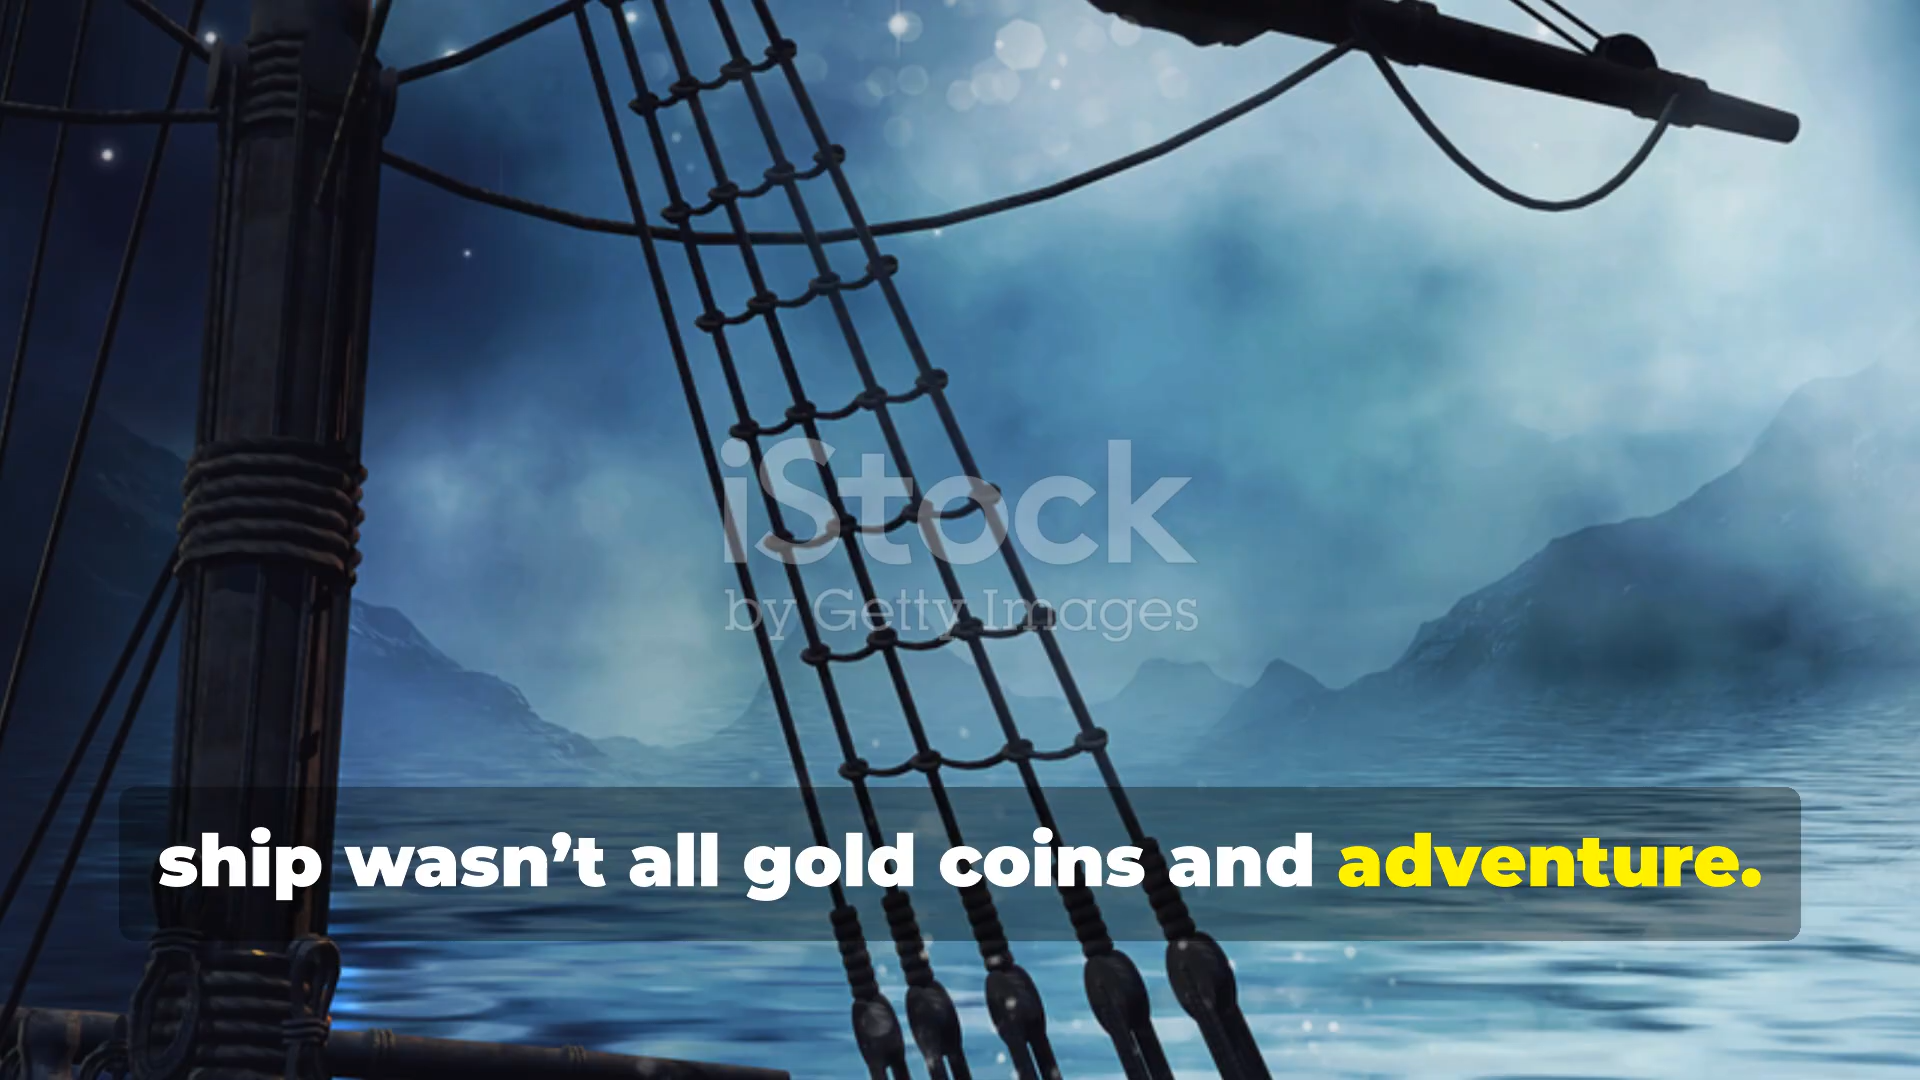 iStock
by Getty Images
ship wasn’t all gold coins and adventure.